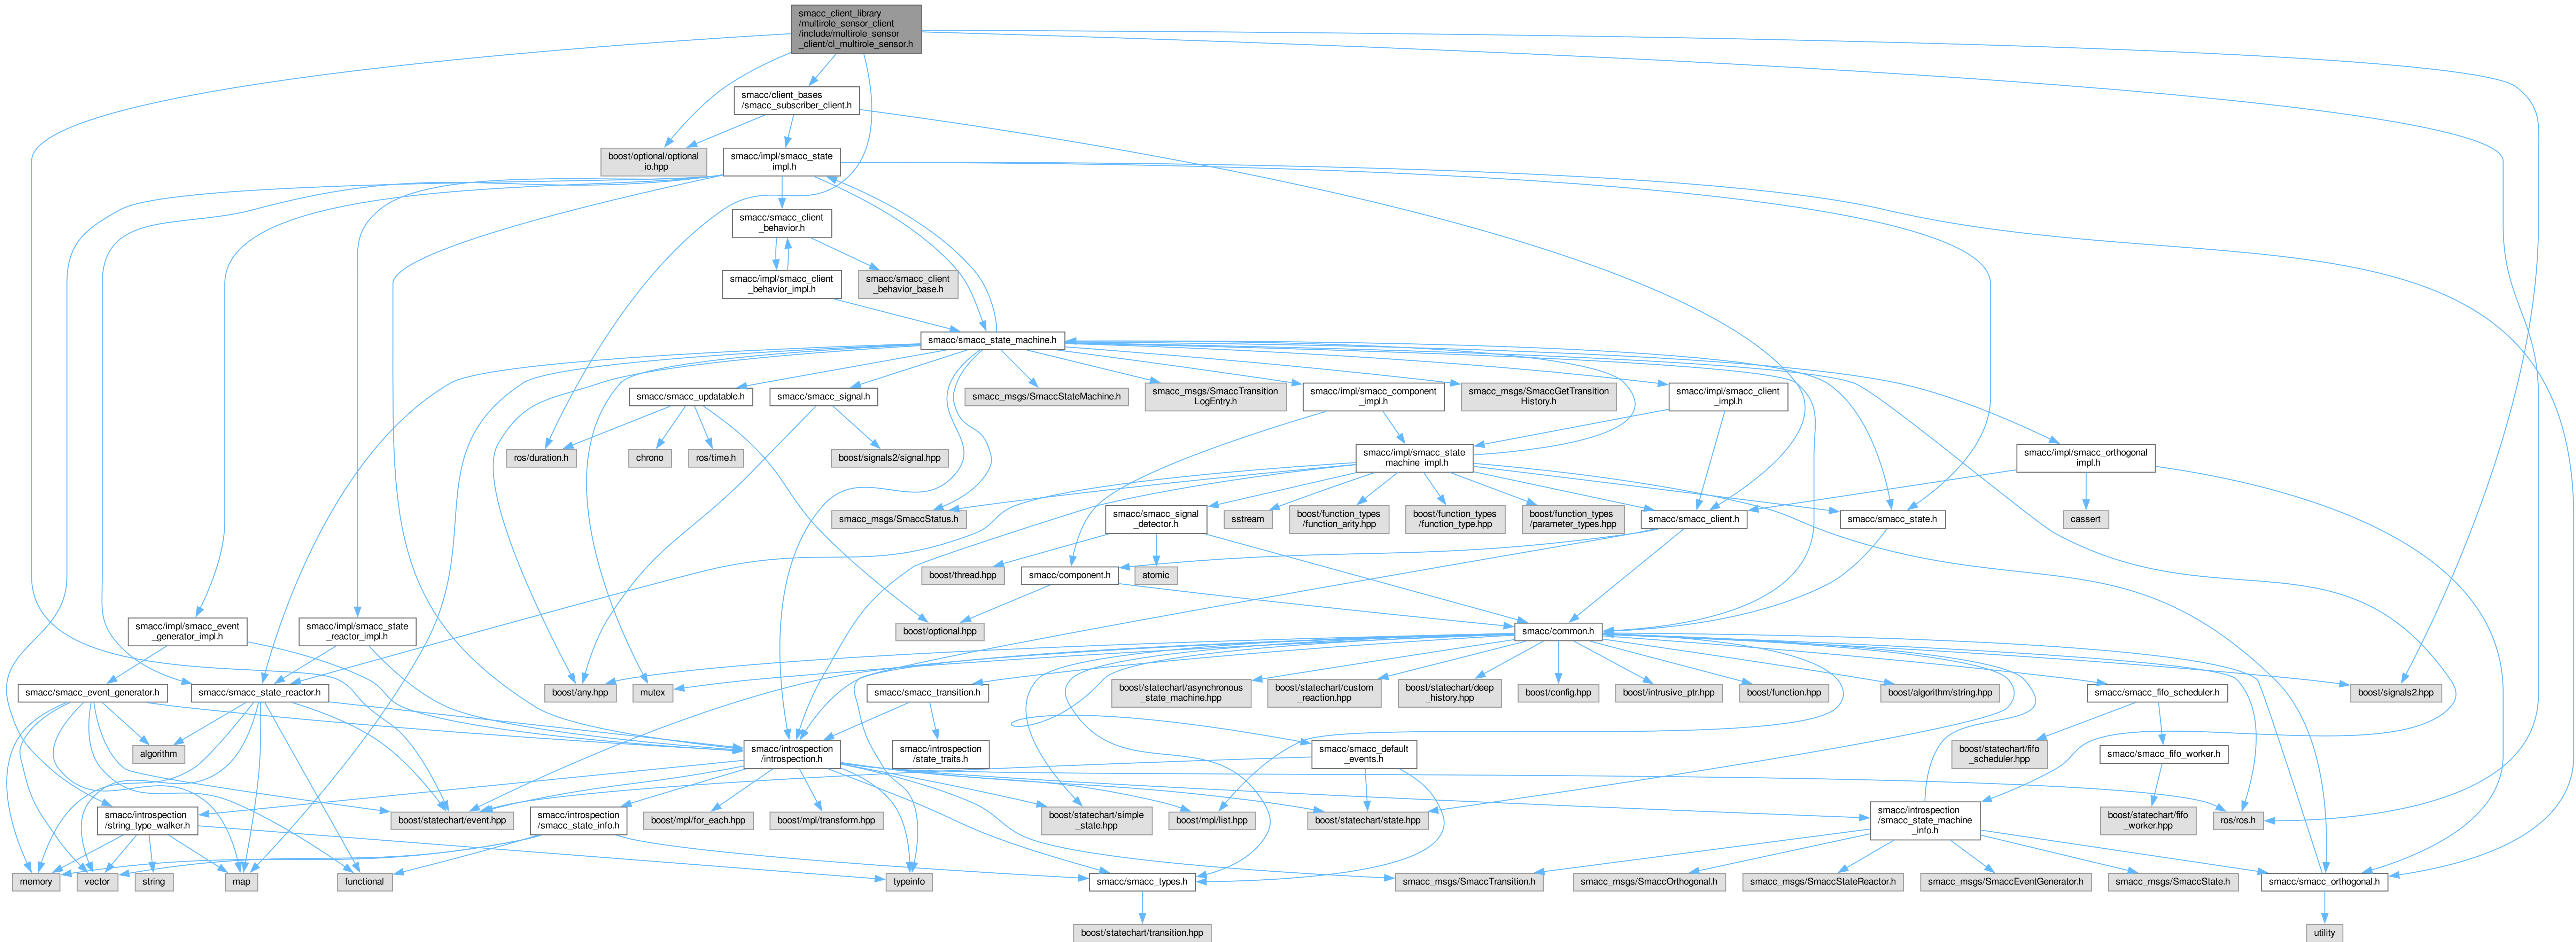 smacc_client_library
/multirole_sensor_client
/include/multirole_sensor
_client/cl_multirole_sensor.h
smacc/client_bases
/smacc_subscriber_client.h
boost/optional/optional
_io.hpp
smacc/impl/smacc_state
_impl.h
smacc/smacc_client
_behavior.h
smacc/impl/smacc_client
_behavior_impl.h
smacc/smacc_client
_behavior_base.h
smacc/smacc_state_machine.h
smacc/smacc_updatable.h
smacc/smacc_signal.h
smacc_msgs/SmaccStateMachine.h
smacc_msgs/SmaccTransition
LogEntry.h
smacc/impl/smacc_component
_impl.h
smacc_msgs/SmaccGetTransition
History.h
smacc/impl/smacc_client
_impl.h
ros/duration.h
chrono
ros/time.h
boost/signals2/signal.hpp
smacc/impl/smacc_state
_machine_impl.h
smacc/impl/smacc_orthogonal
_impl.h
smacc_msgs/SmaccStatus.h
smacc/smacc_signal
_detector.h
sstream
boost/function_types
/function_arity.hpp
boost/function_types
/function_type.hpp
boost/function_types
/parameter_types.hpp
smacc/smacc_client.h
smacc/smacc_state.h
cassert
boost/thread.hpp
smacc/component.h
atomic
smacc/impl/smacc_event
_generator_impl.h
smacc/impl/smacc_state
_reactor_impl.h
boost/optional.hpp
smacc/common.h
smacc/smacc_event_generator.h
smacc/smacc_state_reactor.h
boost/any.hpp
mutex
smacc/smacc_transition.h
boost/statechart/asynchronous
_state_machine.hpp
boost/statechart/custom
_reaction.hpp
boost/statechart/deep
_history.hpp
boost/config.hpp
boost/intrusive_ptr.hpp
boost/function.hpp
boost/algorithm/string.hpp
smacc/smacc_fifo_scheduler.h
boost/signals2.hpp
algorithm
smacc/introspection
/introspection.h
smacc/introspection
/state_traits.h
smacc/smacc_default
_events.h
boost/statechart/fifo
_scheduler.hpp
smacc/smacc_fifo_worker.h
smacc/introspection
/string_type_walker.h
boost/statechart/event.hpp
smacc/introspection
/smacc_state_info.h
boost/mpl/for_each.hpp
boost/mpl/transform.hpp
boost/statechart/simple
_state.hpp
boost/mpl/list.hpp
boost/statechart/state.hpp
smacc/introspection
/smacc_state_machine
_info.h
boost/statechart/fifo
_worker.hpp
ros/ros.h
memory
vector
string
map
functional
typeinfo
smacc/smacc_types.h
smacc_msgs/SmaccTransition.h
smacc_msgs/SmaccOrthogonal.h
smacc_msgs/SmaccStateReactor.h
smacc_msgs/SmaccEventGenerator.h
smacc_msgs/SmaccState.h
smacc/smacc_orthogonal.h
boost/statechart/transition.hpp
utility